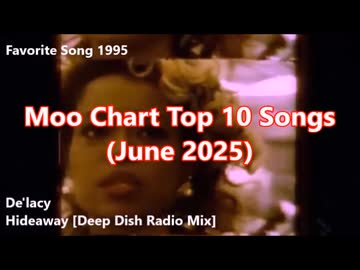 Favorite Song 1995
Moo Chart Top 10 Songs
(June 2025)
De'lacy
Hideaway [Deep Dish Radio Mix]